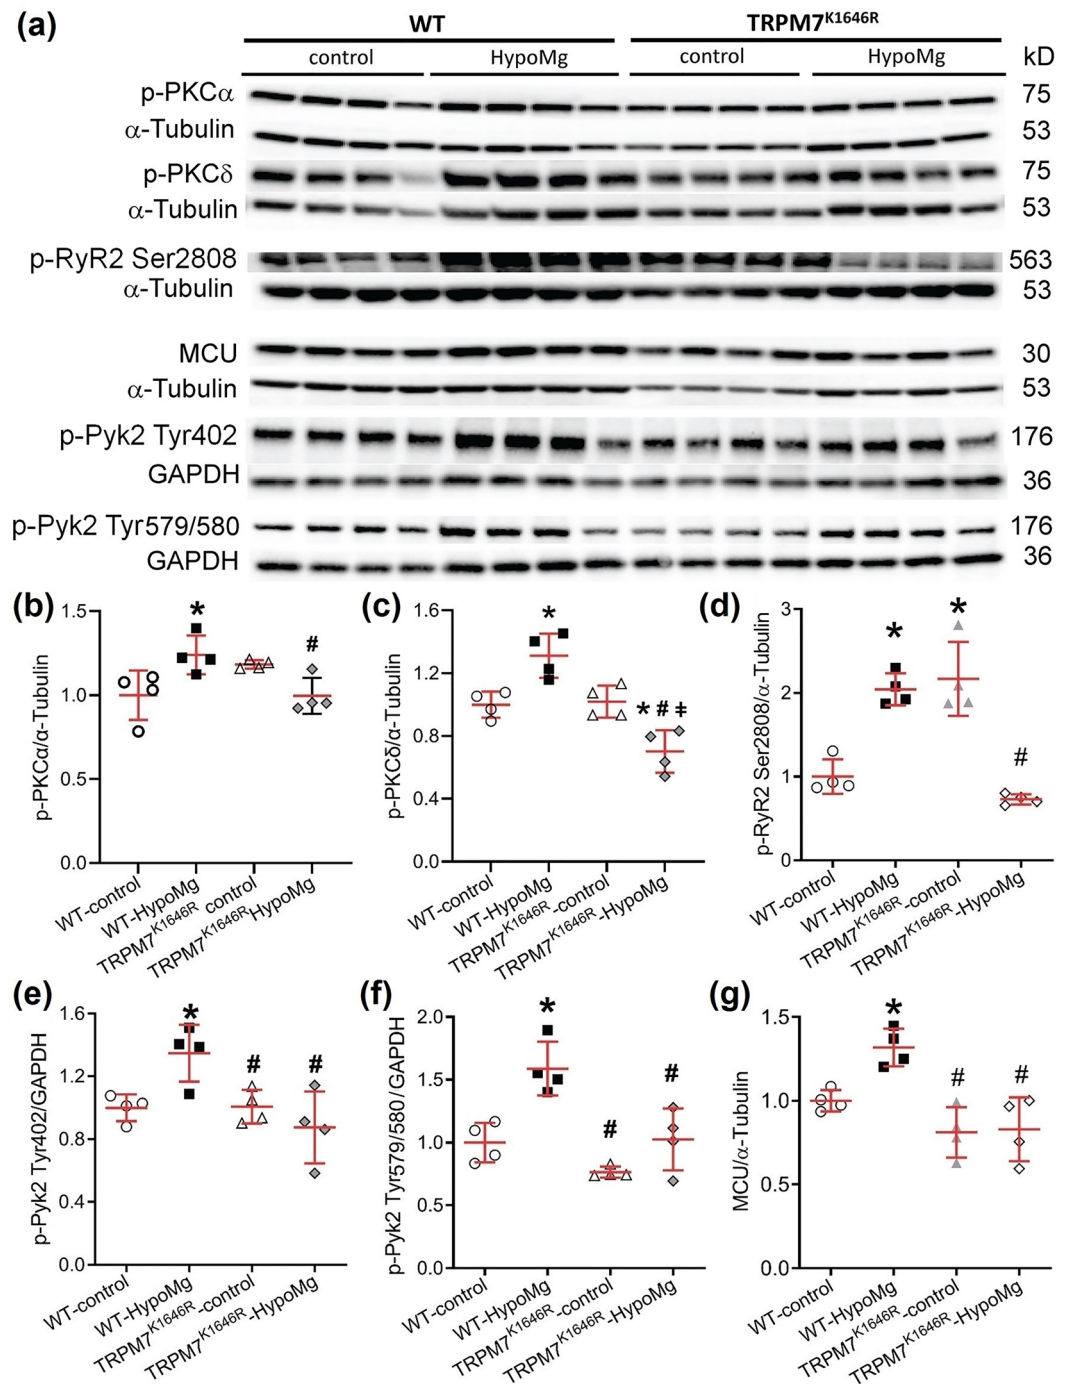 (a)
WT TRPM7K1646R
control HypoMg control HypoMg kD
p-PKCα 75
α-Tubulin 53
p-PKCδ 75
α-Tubulin 53
p-RyR2 Ser2808 563
α-Tubulin 53
MCU 30
α-Tubulin 53
p-Pyk2 Tyr402 176
GAPDH 36
p-Pyk2 Tyr579/580 176
GAPDH 36
(b)
p-PKCα/α-Tubulin
1.5
1.0
0.5
0.0
*
#
WT-control
WT-HypoMg
TRPM7K1646R control
TRPM7K1646RHypoMg
(c)
p-PKCδ/α-Tubulin
1.6
1.2
0.8
0.4
0.0
*
* # ǂ
WT-control
WT-HypoMg
TRPM7K1646R-control
TRPM7K1646R-HypoMg
(d)
p-RyR2 Ser2808/α-Tubulin
3
2
1
0
*
*
#
WT-control
WT-HypoMg
TRPM7K1646R-control
TRPM7K1646R-HypoMg
(e)
p-Pyk2 Tyr402/GAPDH
1.6
1.2
0.8
0.4
0.0
*
#
#
WT-control
WT-HypoMg
TRPM7K1646R-control
TRPM7K1646R-HypoMg
(f)
p-Pyk2 Tyr579/580/GAPDH
2.0
1.5
1.0
0.5
0.0
*
#
#
WT-control
WT-HypoMg
TRPM7K1646R-control
TRPM7K1646R-HypoMg
(g)
MCU/α-Tubulin
1.5
1.0
0.5
0.0
*
#
#
WT-control
WT-HypoMg
TRPM7K1646R-control
TRPM7K1646R-HypoMg